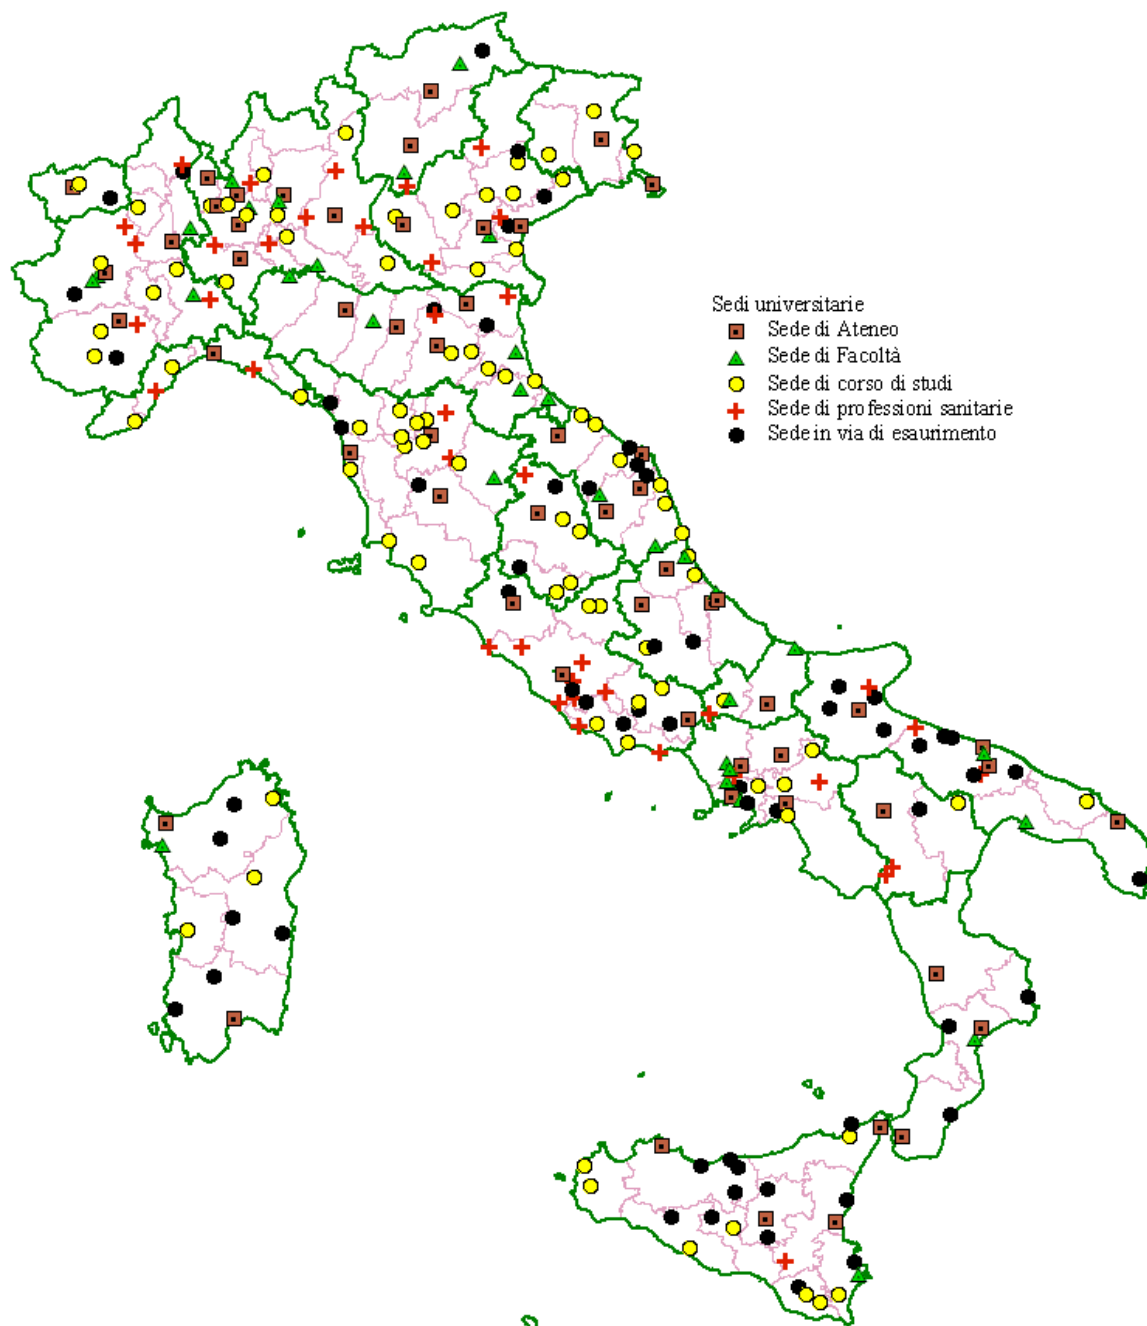 Sedi universitarie
Sede di Ateneo
Sede di Facoltà
Sede di corso di studi
Sede di professioni sanitarie
Sede in via di esaurimento